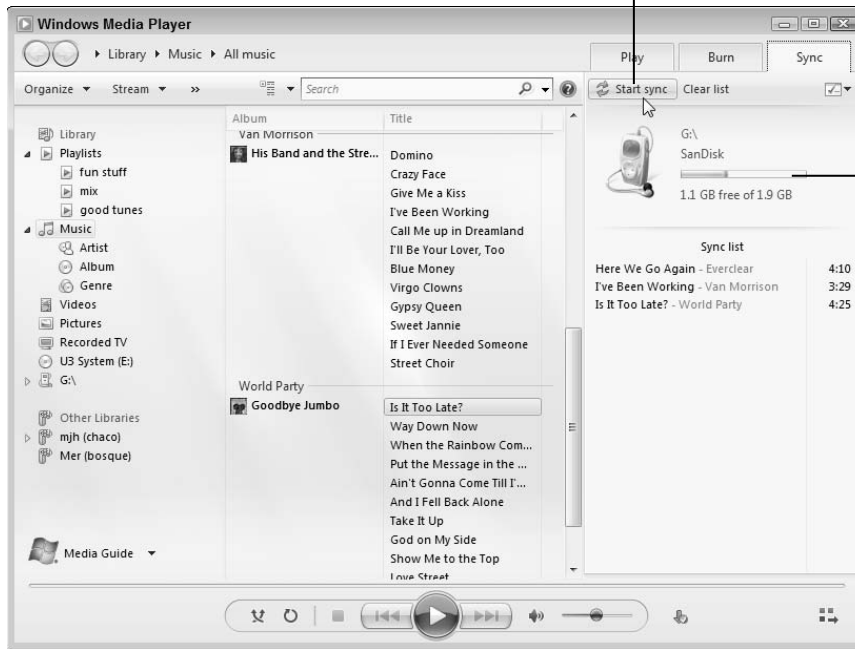 Windows Media Player
Library Music All music
Play Burn Sync
Organize Stream » Search
Start sync Clear list
Library
Playlists
fun stuff
mix
good tunes
Music
Artist
Album
Genre
Videos
Pictures
Recorded TV
U3 System (E:)
G:\
Other Libraries
mjh (chaco)
Mer (bosque)
Media Guide
Album Title
Van Morrison
His Band and the Stre... Domino
Crazy Face
Give Me a Kiss
I've Been Working
Call Me up in Dreamland
I'll Be Your Lover, Too
Blue Money
Virgo Clowns
Gypsy Queen
Sweet Jannie
If I Ever Needed Someone
Street Choir
World Party
Goodbye Jumbo Is It Too Late?
Way Down Now
When the Rainbow Com...
Put the Message in the ...
Ain't Gonna Come Till I'...
And I Fell Back Alone
Take It Up
God on My Side
Show Me to the Top
Love Street
G:\
SanDisk
1.1 GB free of 1.9 GB
Sync list
Here We Go Again - Everclear 4:10
I've Been Working - Van Morrison 3:29
Is It Too Late? - World Party 4:25